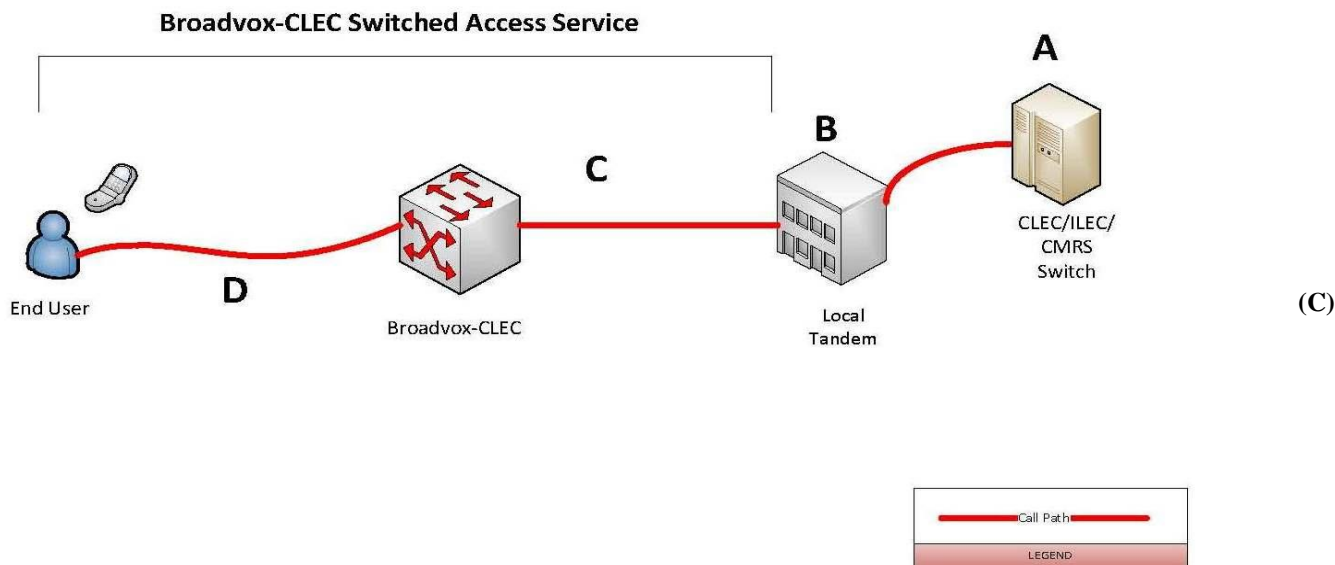 Broadvox-CLEC Switched Access Service
A
B
C
CLEC/ILEC/
CMRS
Switch
D
End User
Broadvox-CLEC
Local
Tandem
(C)
Call Path
LEGEND